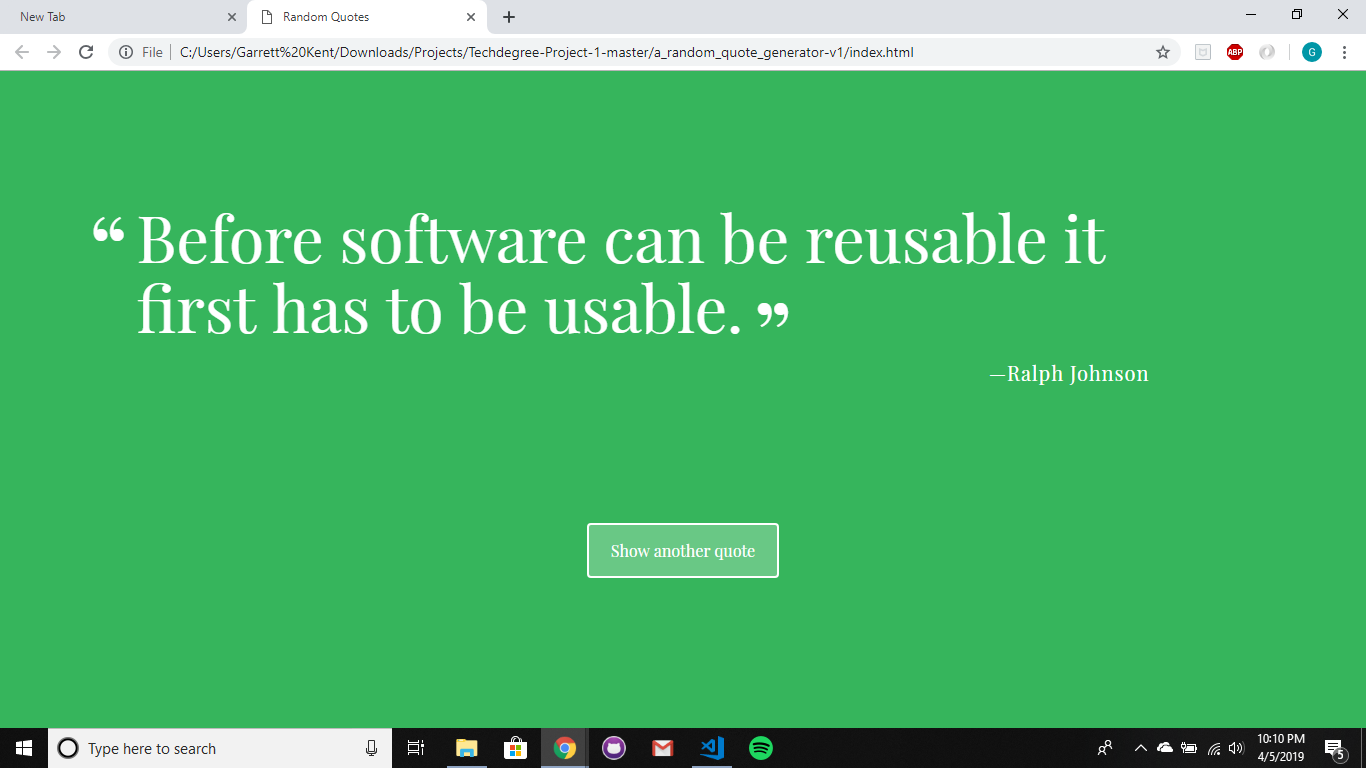 New Tab
Random Quotes
File
C:/Users/Garrett%20Kent/Downloads/Projects/Techdegree-Project-1-master/a_random_quote_generator-v1/index.html
ABP
G
“ Before software can be reusable it
first has to be usable. ”
—Ralph Johnson
Show another quote
Type here to search
10:10 PM
4/5/2019
5